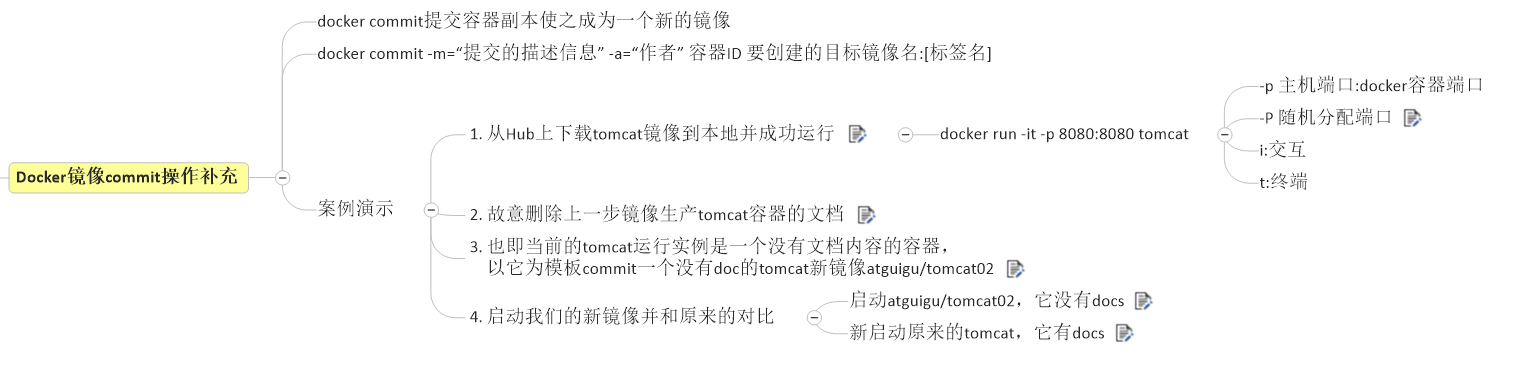 Docker镜像commit操作补充
docker commit提交容器副本使之成为一个新的镜像
docker commit -m=“提交的描述信息” -a=“作者” 容器ID 要创建的目标镜像名:[标签名]
案例演示
1. 从Hub上下载tomcat镜像到本地并成功运行
docker run -it -p 8080:8080 tomcat
-p 主机端口:docker容器端口
-P 随机分配端口
i:交互
t:终端
2. 故意删除上一步镜像生产tomcat容器的文档
3. 也即当前的tomcat运行实例是一个没有文档内容的容器，
以它为模板commit一个没有doc的tomcat新镜像atguigu/tomcat02
4. 启动我们的新镜像并和原来的对比
启动atguigu/tomcat02，它没有docs
新启动原来的tomcat，它有docs